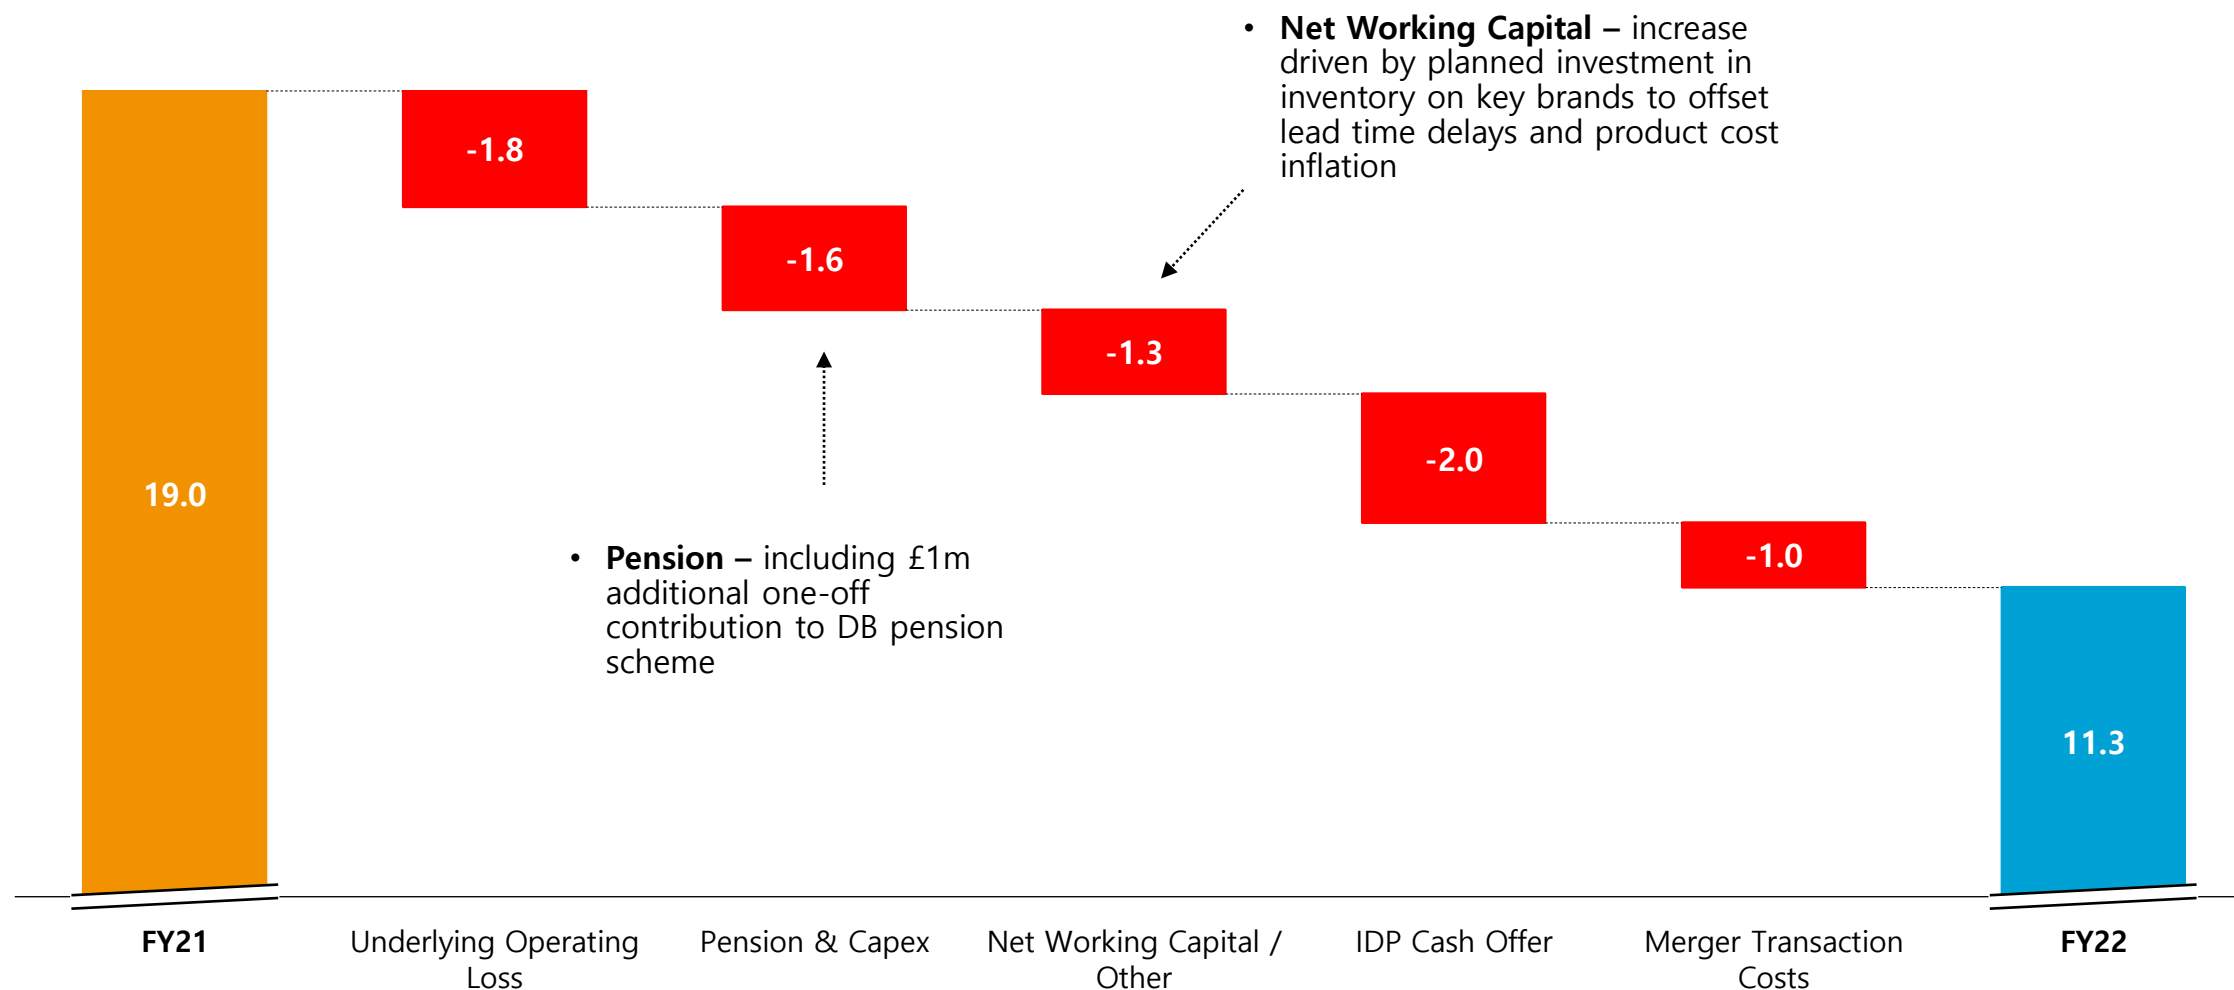 • Net Working Capital – increase
driven by planned investment in
inventory on key brands to offset
lead time delays and product cost
inflation
-1.8
-1.6
-1.3
-2.0
19.0
-1.0
• Pension – including £1m
additional one-off
contribution to DB pension
scheme
11.3
FY21
Underlying Operating
Loss
Pension & Capex
Net Working Capital /
Other
IDP Cash Offer
Merger Transaction
Costs
FY22